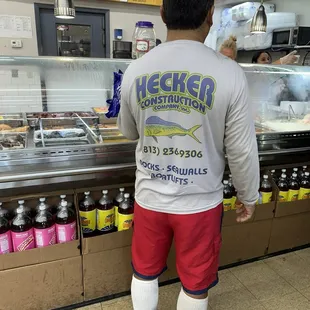 HECKER
CONSTRUCTION
COMPANY, INC.
(813) 2369306
DOCKS - SEAWALLS
BOATLIFTS